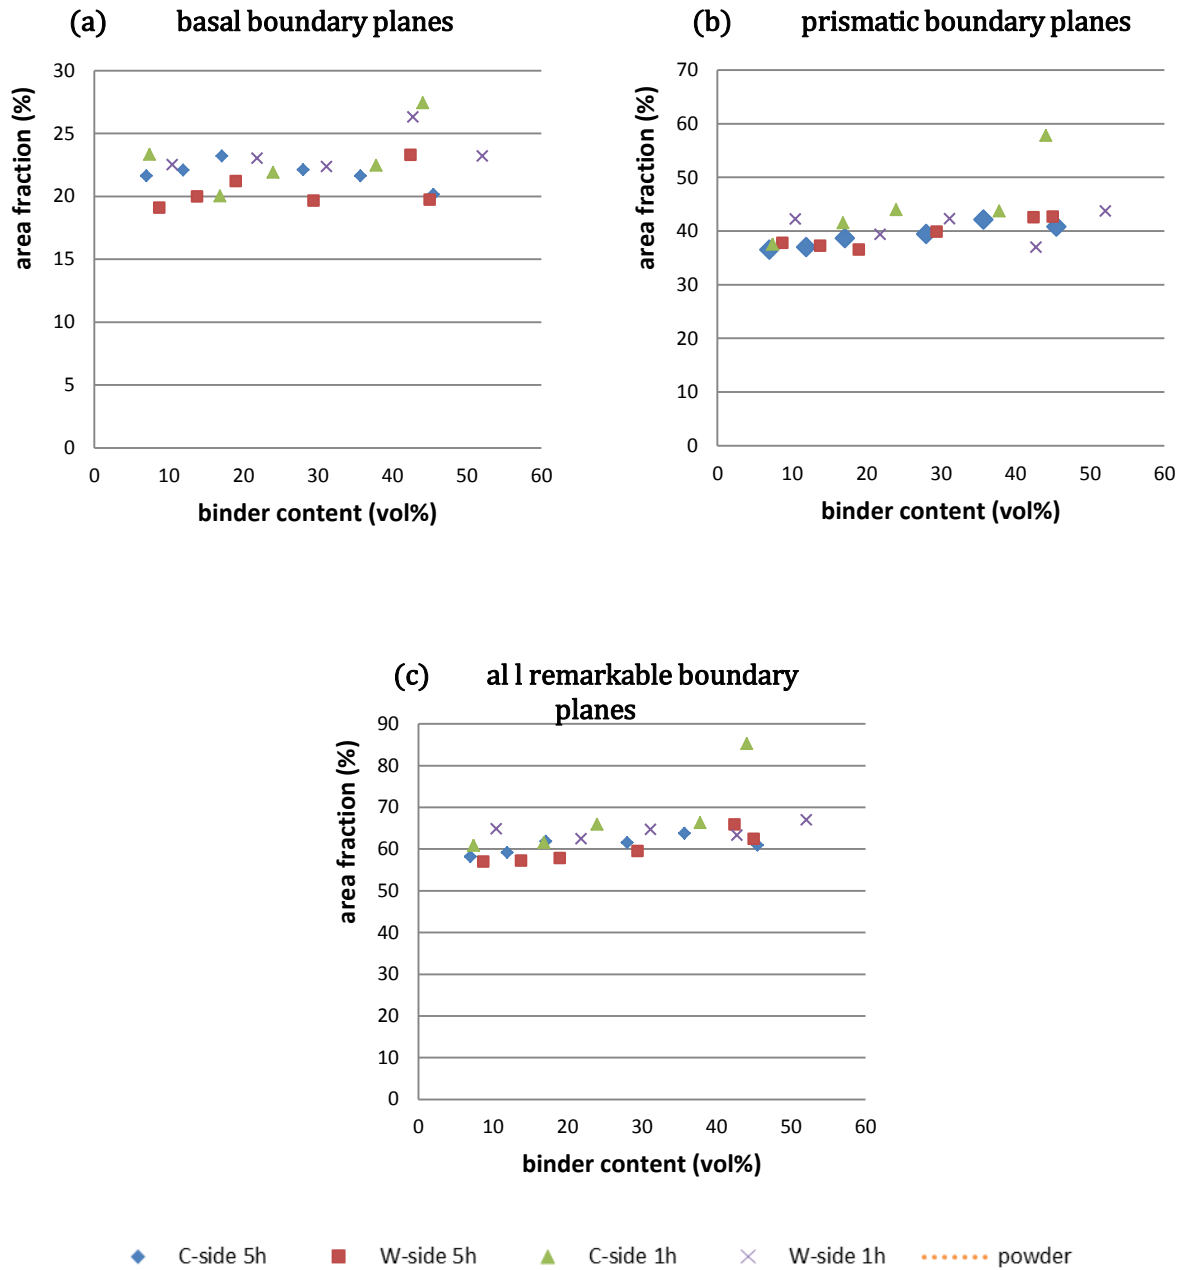 (a) basal boundary planes
area fraction (%)
30
25
20
15
10
5
0
0 10 20 30 40 50 60
binder content (vol%)
(b) prismatic boundary planes
area fraction (%)
70
60
50
40
30
20
10
0
0 10 20 30 40 50 60
binder content (vol%)
(c) al l remarkable boundary
planes
area fraction (%)
90
80
70
60
50
40
30
20
10
0
0 10 20 30 40 50 60
binder content (vol%)
C-side 5h W-side 5h C-side 1h W-side 1h powder